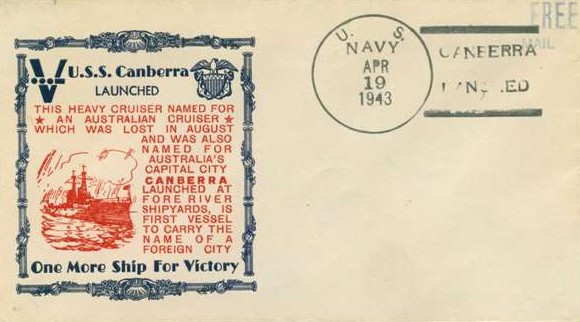 U.S.S. Canberra
LAUNCHED
THIS HEAVY CRUISER NAMED FOR
★ AN AUSTRALIAN CRUISER ★
WHICH WAS LOST IN AUGUST
AND WAS ALSO
NAMED FOR
AUSTRALIA'S
CAPITAL CITY
CANBERRA
LAUNCHED AT
FORE RIVER
SHIPYARDS, IS
FIRST VESSEL
TO CARRY THE
NAME OF A
FOREIGN CITY
One More Ship For Victory
U. S.
NAVY
APR
19
1943
CANBERRA
FREE
MAIL